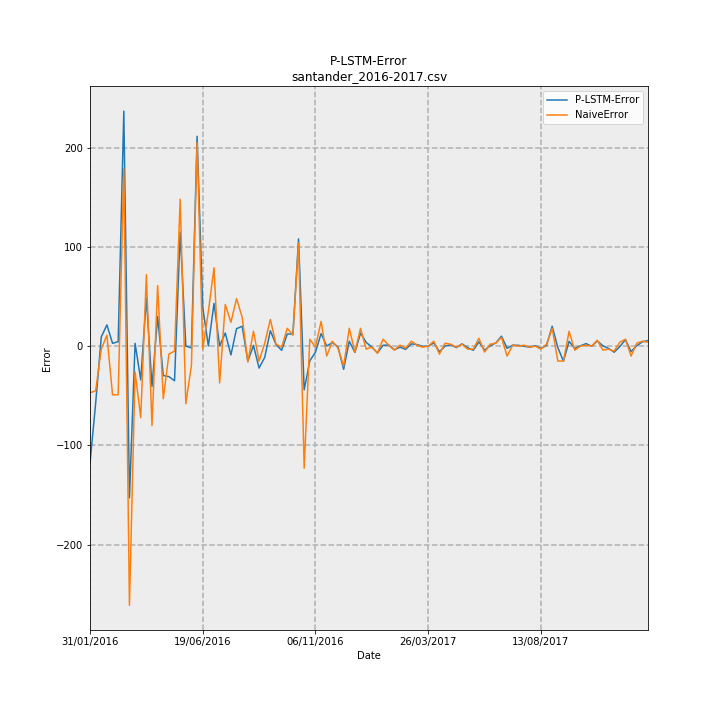 P-LSTM-Error
santander_2016-2017.csv
P-LSTM-Error
NaiveError
200
100
0
−100
−200
Error
31/01/2016 19/06/2016 06/11/2016 26/03/2017 13/08/2017
Date